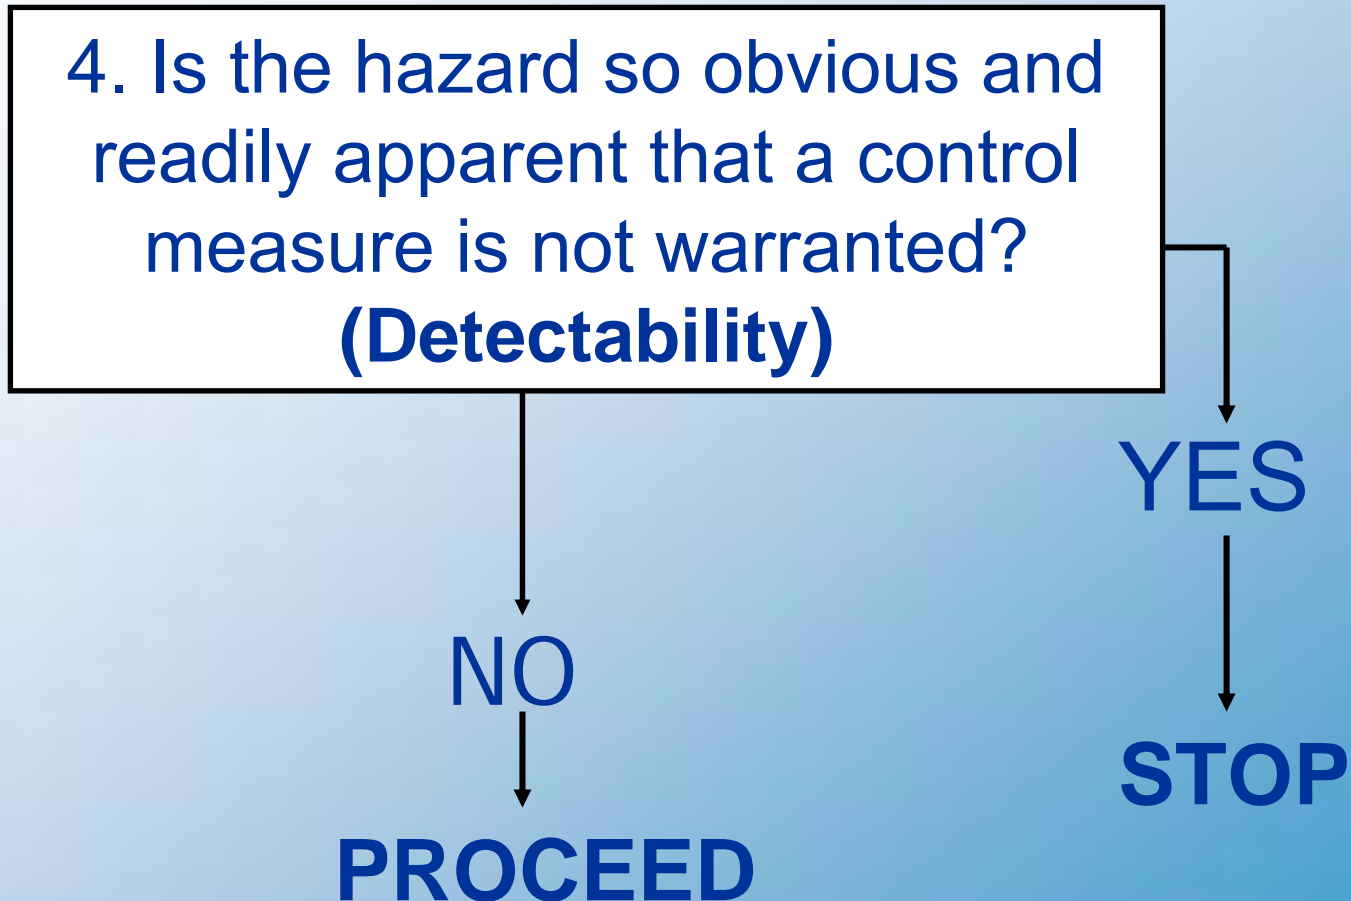 4. Is the hazard so obvious and
readily apparent that a control
measure is not warranted?
(Detectability)
YES
NO
STOP
PROCEED